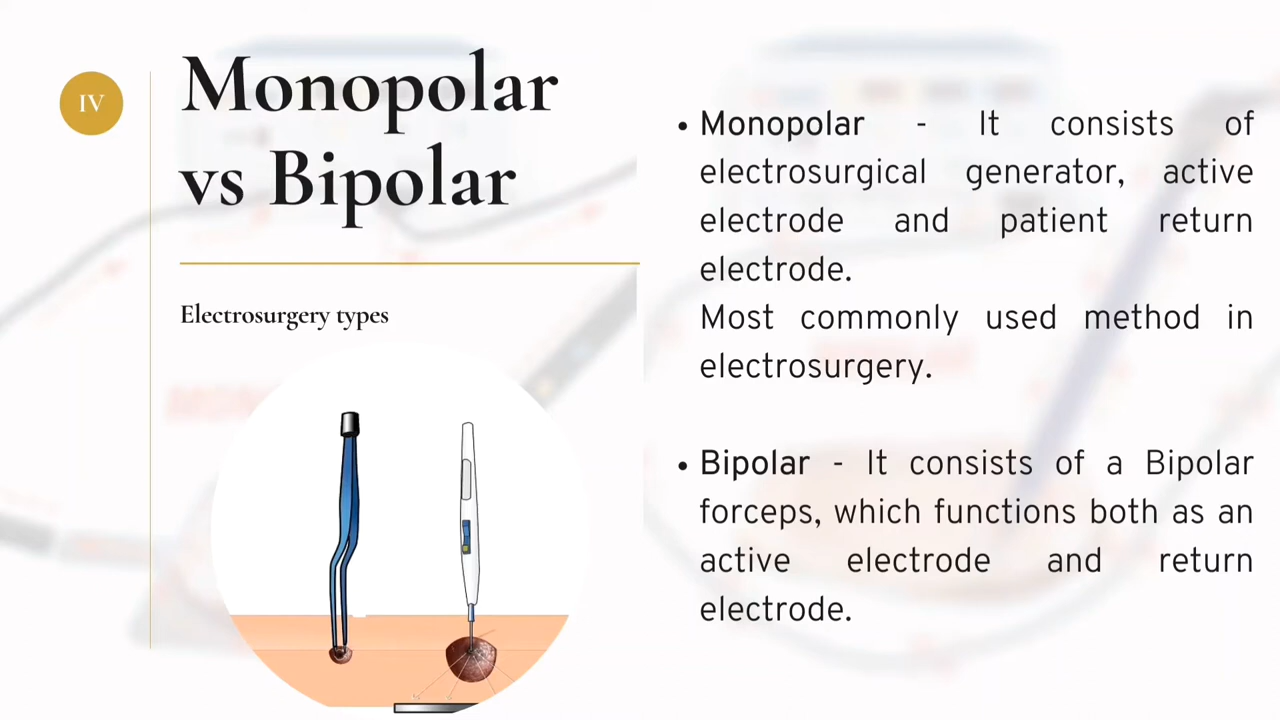 IV
Monopolar
vs Bipolar
Electrosurgery types
• Monopolar - It consists of
electrosurgical generator, active
electrode and patient return
electrode.
Most commonly used method in
electrosurgery.
• Bipolar - It consists of a Bipolar
forceps, which functions both as an
active electrode and return
electrode.